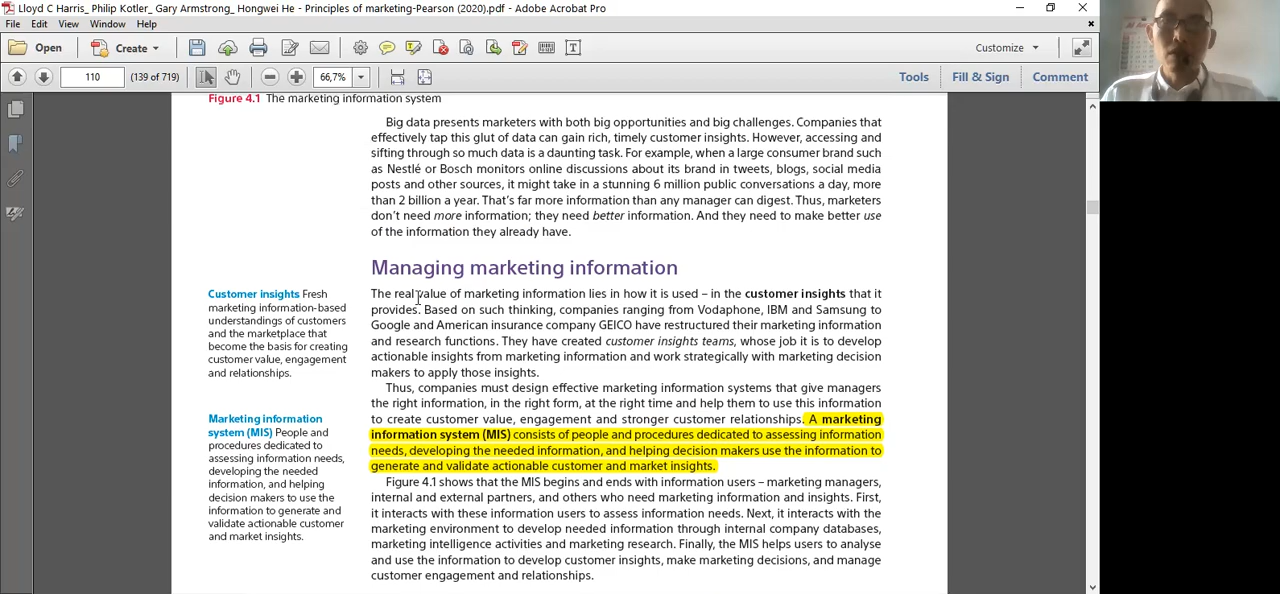 Lloyd C Harris_ Philip Kotler_ Gary Armstrong_ Hongwei He - Principles of marketing-Pearson (2020).pdf - Adobe Acrobat Pro
File Edit View Window Help
Open Create Customize
110 (139 of 719) 66,7% Tools Fill & Sign Comment
Figure 4.1 The marketing information system
Big data presents marketers with both big opportunities and big challenges. Companies that
effectively tap this glut of data can gain rich, timely customer insights. However, accessing and
sifting through so much data is a daunting task. For example, when a large consumer brand such
as Nestlé or Bosch monitors online discussions about its brand in tweets, blogs, social media
posts and other sources, it might take in a stunning 6 million public conversations a day, more
than 2 billion a year. That's far more information than any manager can digest. Thus, marketers
don't need more information; they need better information. And they need to make better use
of the information they already have.
Managing marketing information
The real value of marketing information lies in how it is used – in the customer insights that it
provides. Based on such thinking, companies ranging from Vodaphone, IBM and Samsung to
Google and American insurance company GEICO have restructured their marketing information
and research functions. They have created customer insights teams, whose job it is to develop
actionable insights from marketing information and work strategically with marketing decision
makers to apply those insights.
Thus, companies must design effective marketing information systems that give managers
the right information, in the right form, at the right time and help them to use this information
to create customer value, engagement and stronger customer relationships. A marketing
information system (MIS) consists of people and procedures dedicated to assessing information
needs, developing the needed information, and helping decision makers use the information to
generate and validate actionable customer and market insights.
Figure 4.1 shows that the MIS begins and ends with information users – marketing managers,
internal and external partners, and others who need marketing information and insights. First,
it interacts with these information users to assess information needs. Next, it interacts with the
marketing environment to develop needed information through internal company databases,
marketing intelligence activities and marketing research. Finally, the MIS helps users to analyse
and use the information to develop customer insights, make marketing decisions, and manage
customer engagement and relationships.
Customer insights Fresh
marketing information-based
understandings of customers
and the marketplace that
become the basis for creating
customer value, engagement
and relationships.
Marketing information
system (MIS) People and
procedures dedicated to
assessing information needs,
developing the needed
information, and helping
decision makers to use the
information to generate and
validate actionable customer
and market insights.